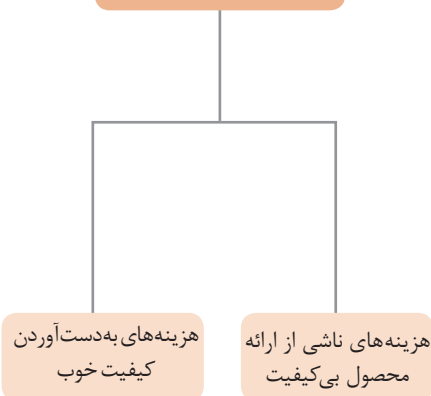 هزینه‌های ناشی از ارائه
محصول بی‌کیفیت
هزینه‌های به‌دست‌آوردن
کیفیت خوب